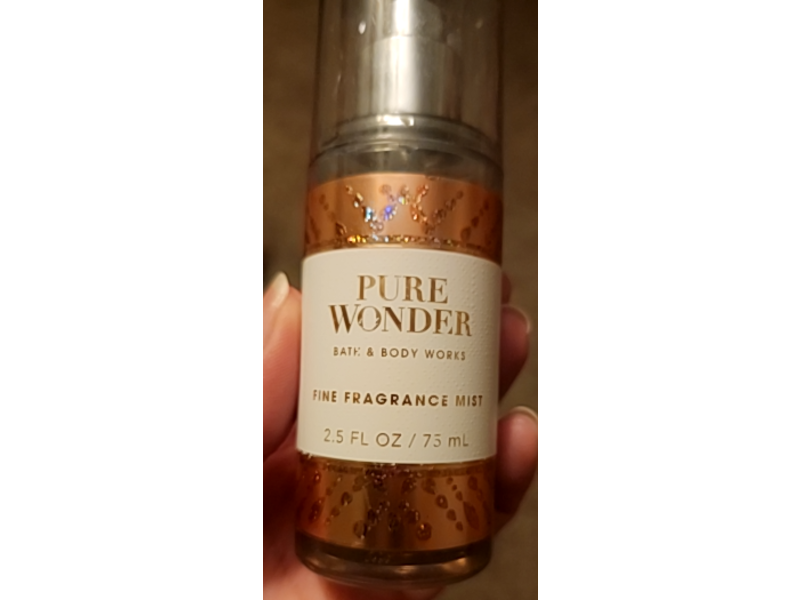 PURE
WONDER
BATH & BODY WORKS
FINE FRAGRANCE MIST
2.5 FL OZ / 75 mL